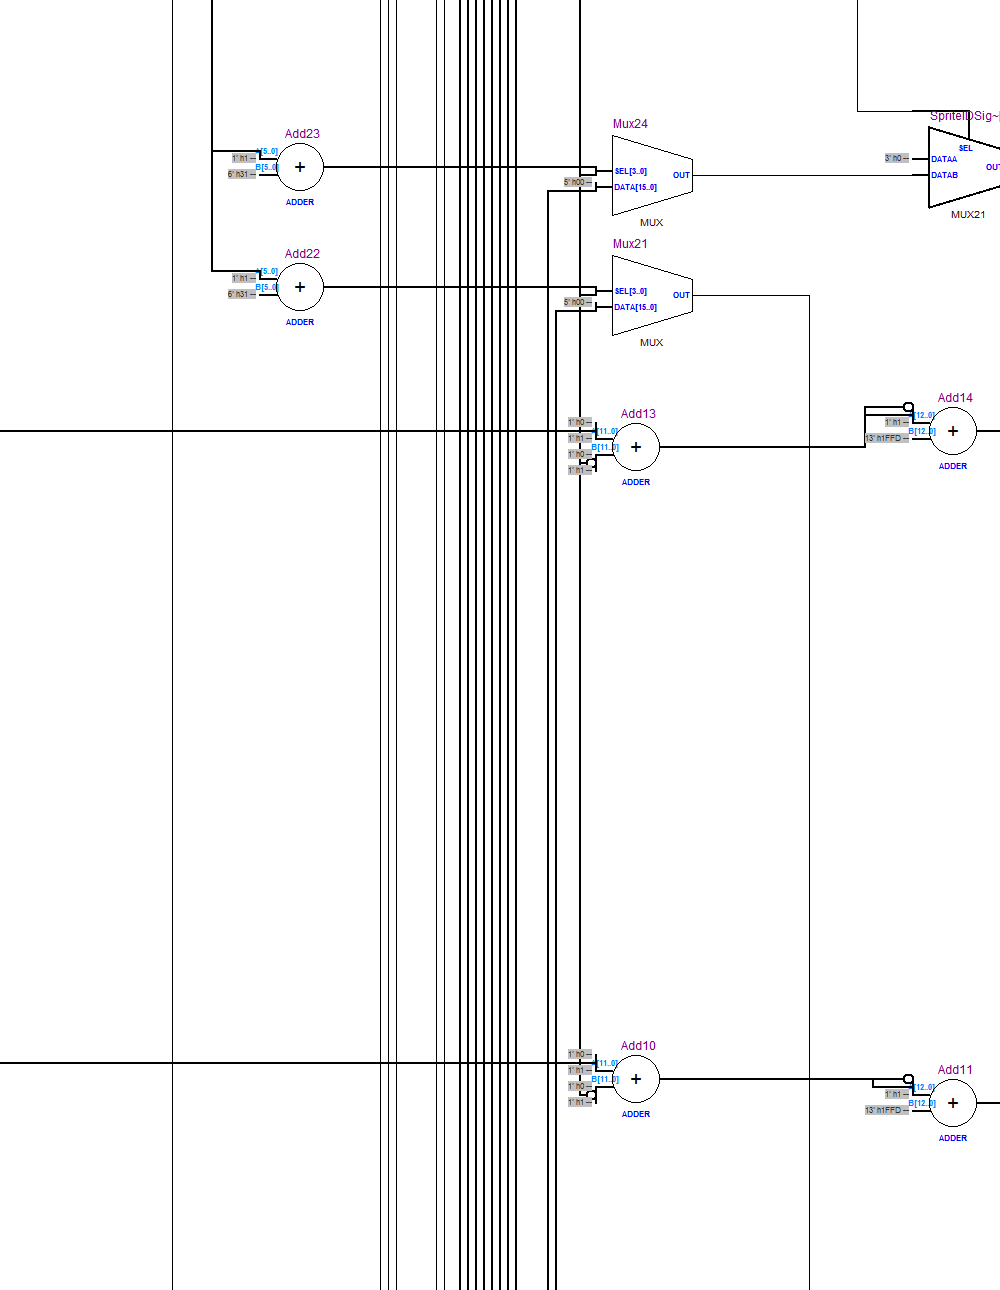 Add23
[5..0]
1' h1
B[5..0]
6' h31
ADDER
Mux24
SEL[3..0]
5' h00
DATA[15..0]
OUT
MUX
SpriteIDSig~[
SEL
3' h0
DATAA
DATAB
OU
MUX21
Add22
[5..0]
1' h1
B[5..0]
6' h31
ADDER
Mux21
SEL[3..0]
5' h00
DATA[15..0]
OUT
MUX
Add13
1' h0
[11..0]
1' h1
B[11..0]
1' h0
1' h1
+
ADDER
Add14
[12..0]
1' h1
B[12..0]
13' h1FFD
+
ADDER
Add10
1' h0
[11..0]
1' h1
B[11..0]
1' h0
1' h1
+
ADDER
Add11
[12..0]
1' h1
B[12..0]
13' h1FFD
+
ADDER